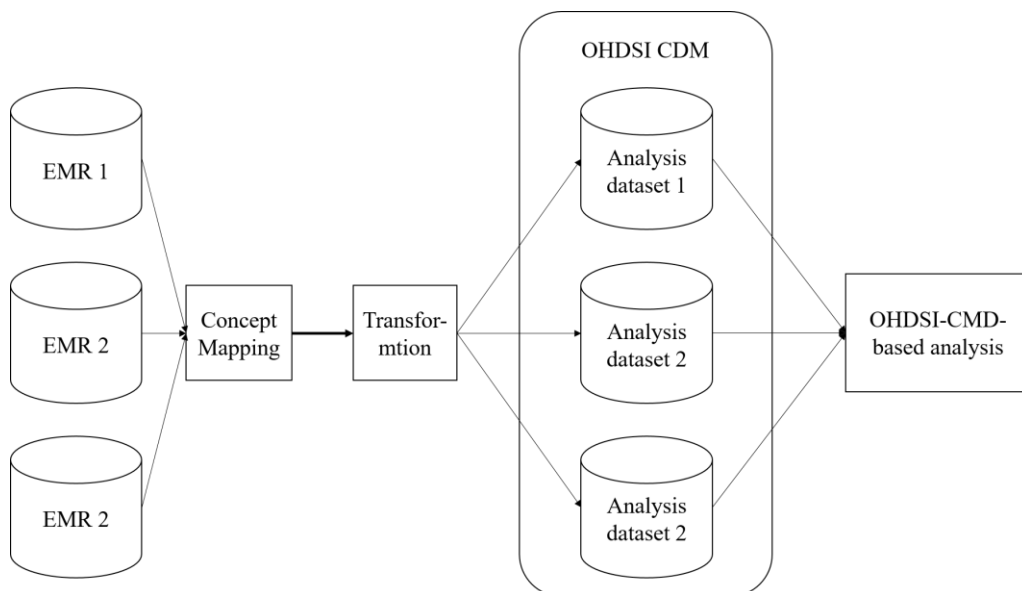 OHDSI CDM
EMR 1
EMR 2
EMR 2
Concept
Mapping
Transfor-
mtion
Analysis
dataset 1
Analysis
dataset 2
Analysis
dataset 2
OHDSI-CMD-
based analysis